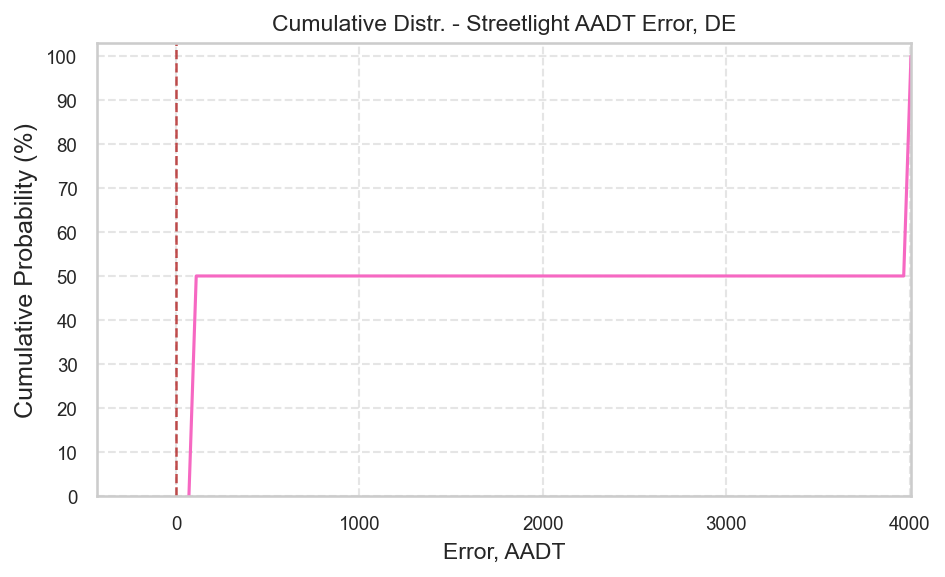 Cumulative Distr. - Streetlight AADT Error, DE
Cumulative Probability (%)
100
90
80
70
60
50
40
30
20
10
0
0 1000 2000 3000 4000
Error, AADT